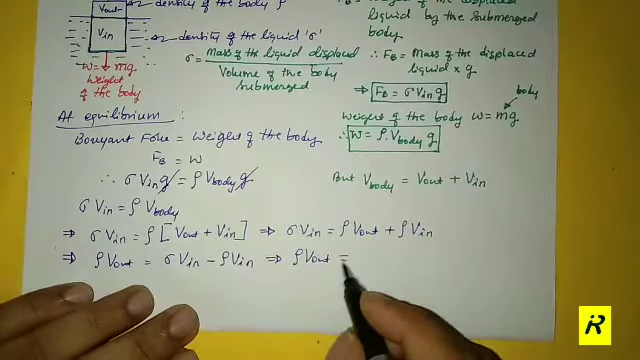 Vout
density of the body ρ
Vin
density of the liquid 'σ'
W = mg
Weight
of the body
σ = Mass of the liquid displaced
Volume of the body
submerged
liquid by the submerged
body.
∴ FB = Mass of the displaced
liquid × g
⇒ FB = σ Vin g
body
Weight of the body W = mg
∴ W = ρ. Vbody g
At equilibrium :
Bouyant Force = Weight of the body
FB = W
∴ σ Vin g = ρ Vbody g
But Vbody = Vout + Vin
σ Vin = ρ Vbody
⇒ σ Vin = ρ [Vout + Vin] ⇒ σ Vin = ρ Vout + ρ Vin
⇒ ρ Vout = σ Vin − ρ Vin ⇒ ρ Vout =
R